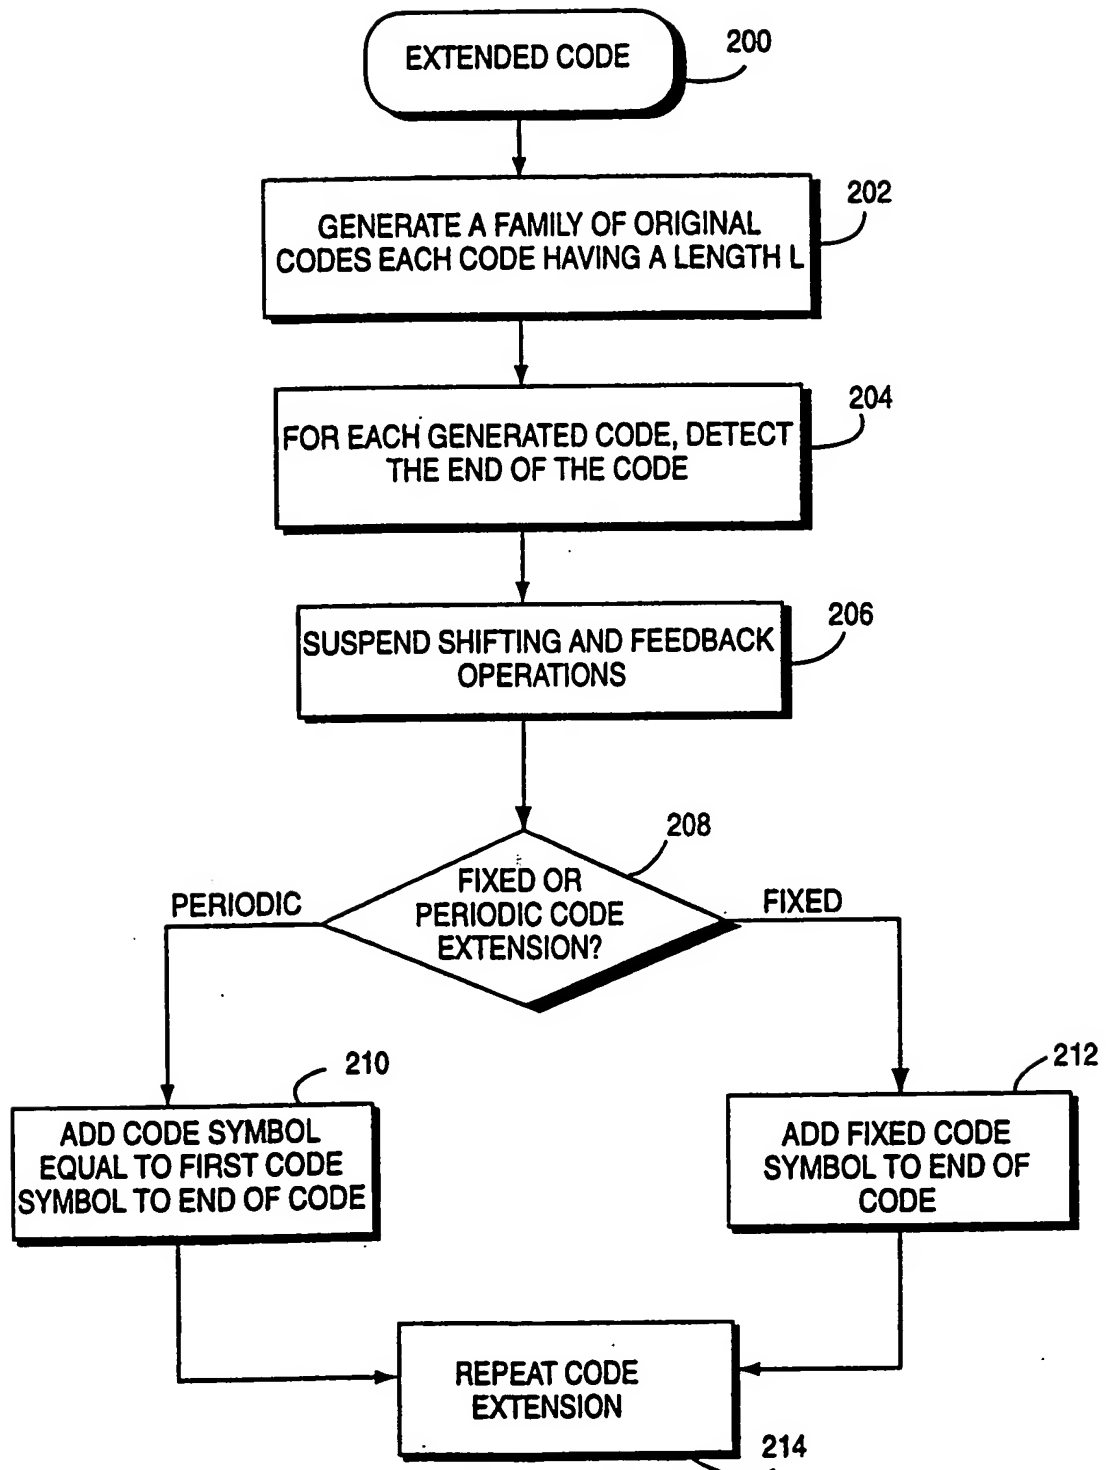 EXTENDED CODE
200
GENERATE A FAMILY OF ORIGINAL
CODES EACH CODE HAVING A LENGTH L
202
FOR EACH GENERATED CODE, DETECT
THE END OF THE CODE
204
SUSPEND SHIFTING AND FEEDBACK
OPERATIONS
206
FIXED OR
PERIODIC CODE
EXTENSION?
208
PERIODIC
FIXED
210
ADD CODE SYMBOL
EQUAL TO FIRST CODE
SYMBOL TO END OF CODE
212
ADD FIXED CODE
SYMBOL TO END OF
CODE
REPEAT CODE
EXTENSION
214